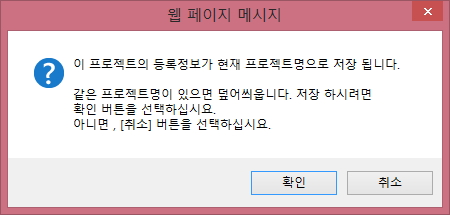 웹 페이지 메시지
이 프로젝트의 등록정보가 현재 프로젝트명으로 저장 됩니다.
같은 프로젝트명이 있으면 덮어씌웁니다. 저장 하시려면
확인 버튼을 선택하십시요.
아니면 , [취소] 버튼을 선택하십시요.
확인
취소